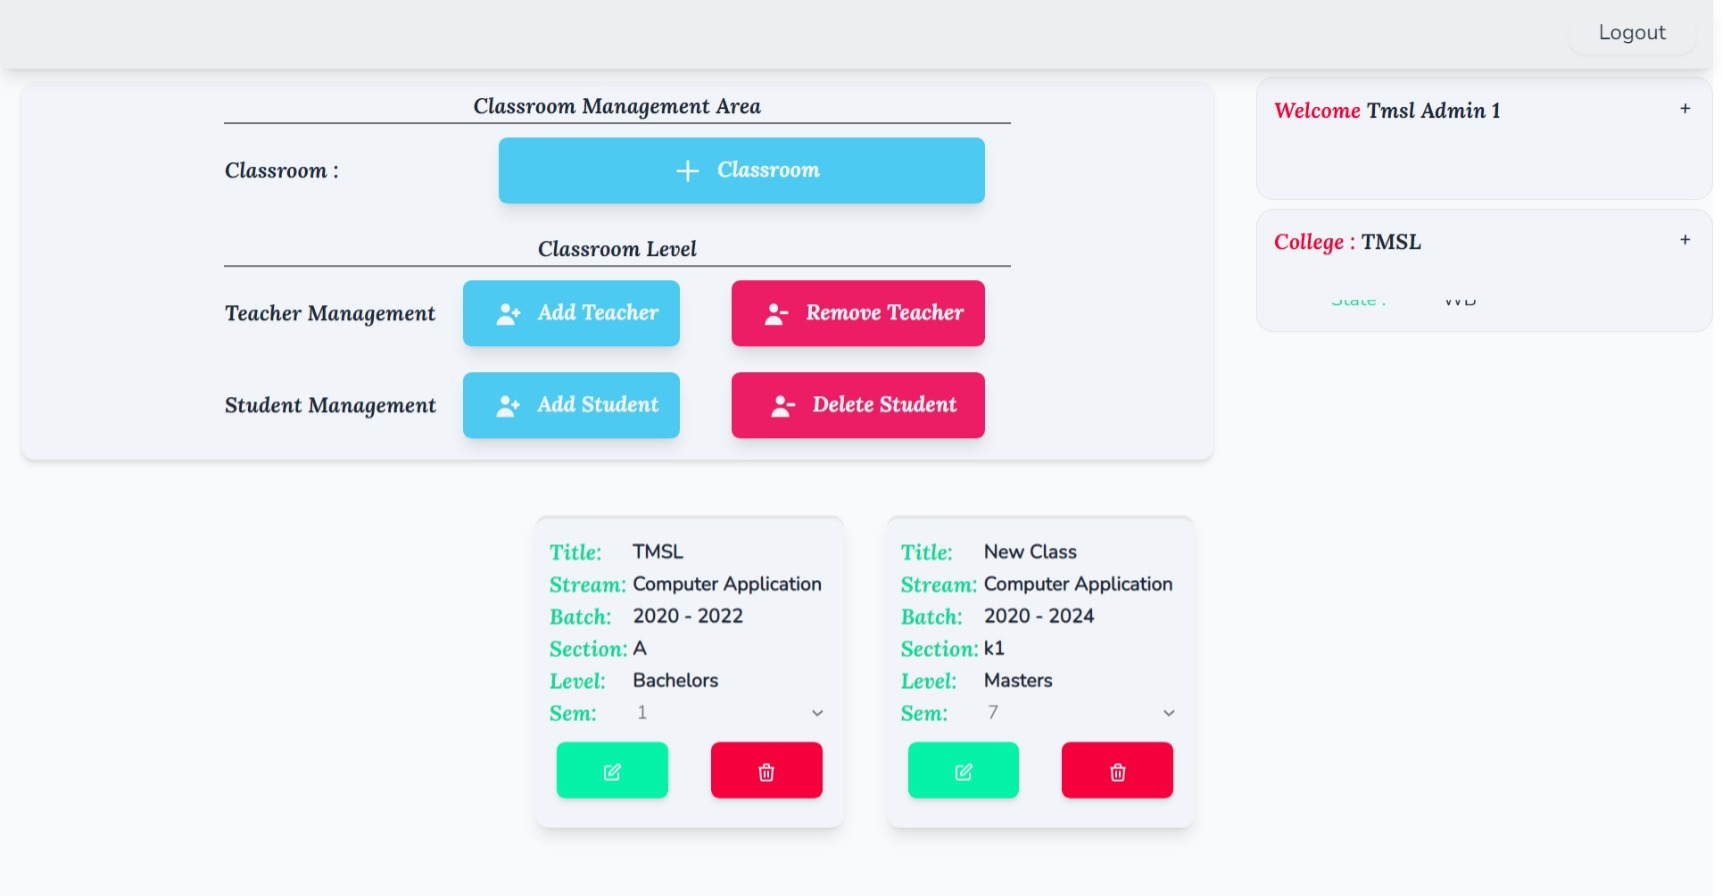 Logout
Classroom Management Area
Classroom :
+ Classroom
Classroom Level
Teacher Management
Add Teacher
Remove Teacher
Student Management
Add Student
Delete Student
Welcome Tmsl Admin 1 +
College : TMSL +
State : WB
Title: TMSL
Stream: Computer Application
Batch: 2020 - 2022
Section: A
Level: Bachelors
Sem: 1
Title: New Class
Stream: Computer Application
Batch: 2020 - 2024
Section: k1
Level: Masters
Sem: 7